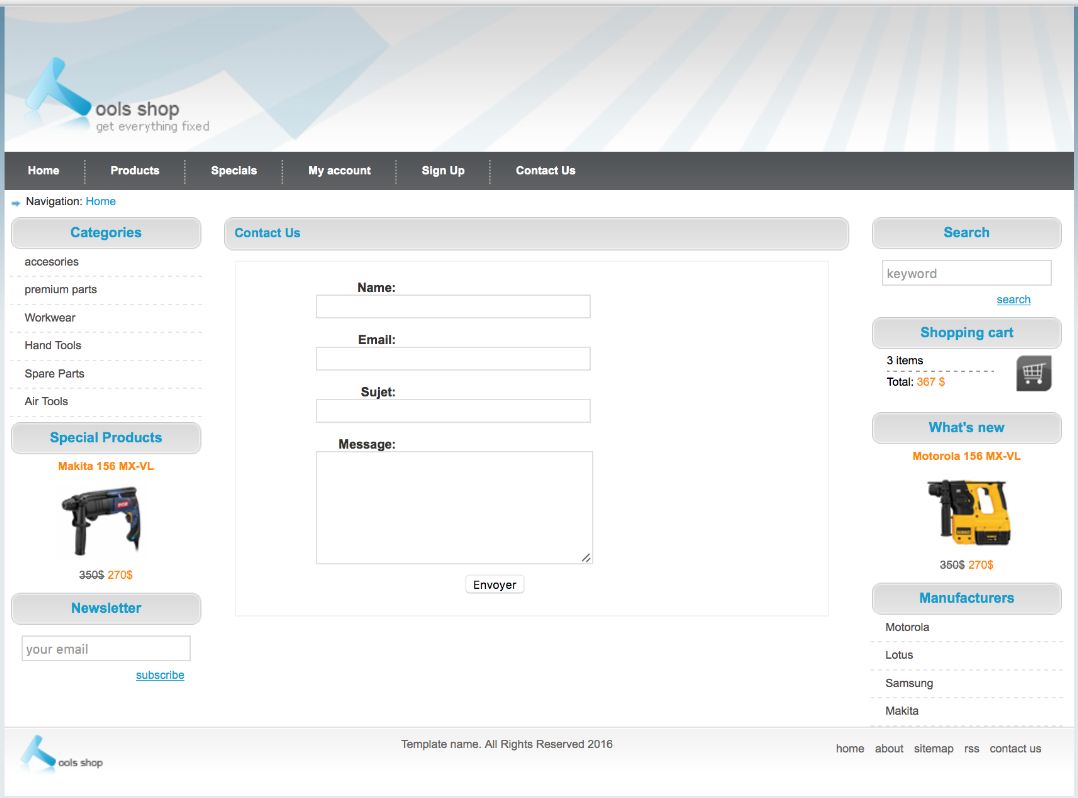 ools shop
get everything fixed
Home Products Specials My account Sign Up Contact Us
Navigation: Home
Categories
accesories
premium parts
Workwear
Hand Tools
Spare Parts
Air Tools
Special Products
Makita 156 MX-VL
350$ 270$
Newsletter
your email
subscribe
Contact Us
Name:
Email:
Sujet:
Message:
Envoyer
Search
keyword
search
Shopping cart
3 items
Total: 367 $
What's new
Motorola 156 MX-VL
350$ 270$
Manufacturers
Motorola
Lotus
Samsung
Makita
ools shop
Template name. All Rights Reserved 2016
home about sitemap rss contact us